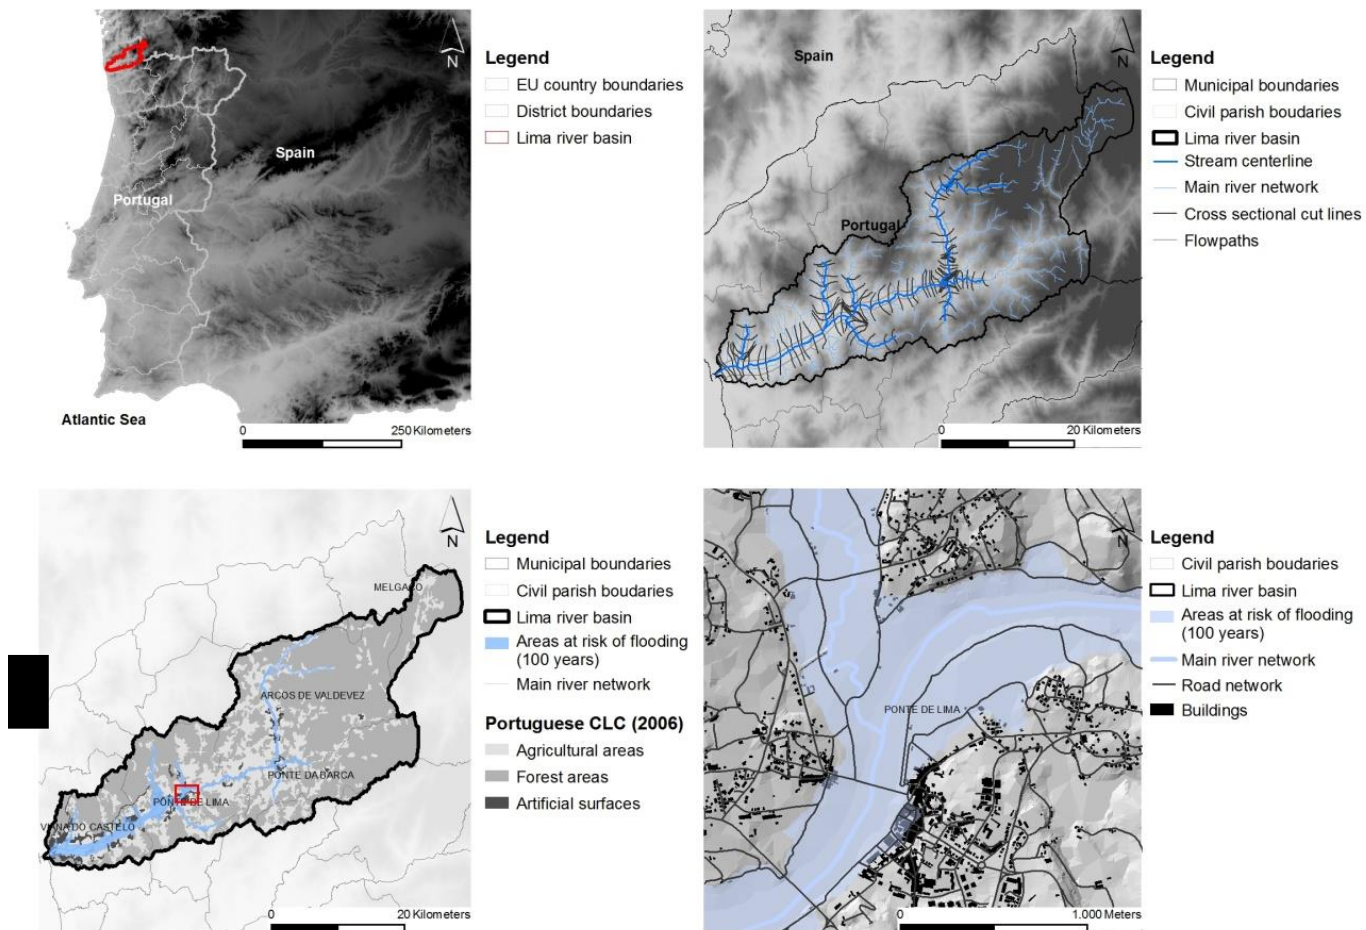 N
Legend
EU country boundaries
District boundaries
Lima river basin
Spain
Portugal
Atlantic Sea
0 250 Kilometers
Spain
N
Portugal
0 20 Kilometers
Legend
Municipal boundaries
Civil parish boudaries
Lima river basin
Stream centerline
Main river network
Cross sectional cut lines
Flowpaths
N
MELGAÇO
ARCOS DE VALDEVEZ
PONTE DA BARCA
PONTE DE LIMA
VIANA DO CASTELO
0 20 Kilometers
Legend
Municipal boundaries
Civil parish boudaries
Lima river basin
Areas at risk of flooding
(100 years)
Main river network
Portuguese CLC (2006)
Agricultural areas
Forest areas
Artificial surfaces
N
PONTE DE LIMA
0 1.000 Meters
Legend
Civil parish boudaries
Lima river basin
Areas at risk of flooding
(100 years)
Main river network
Road network
Buildings